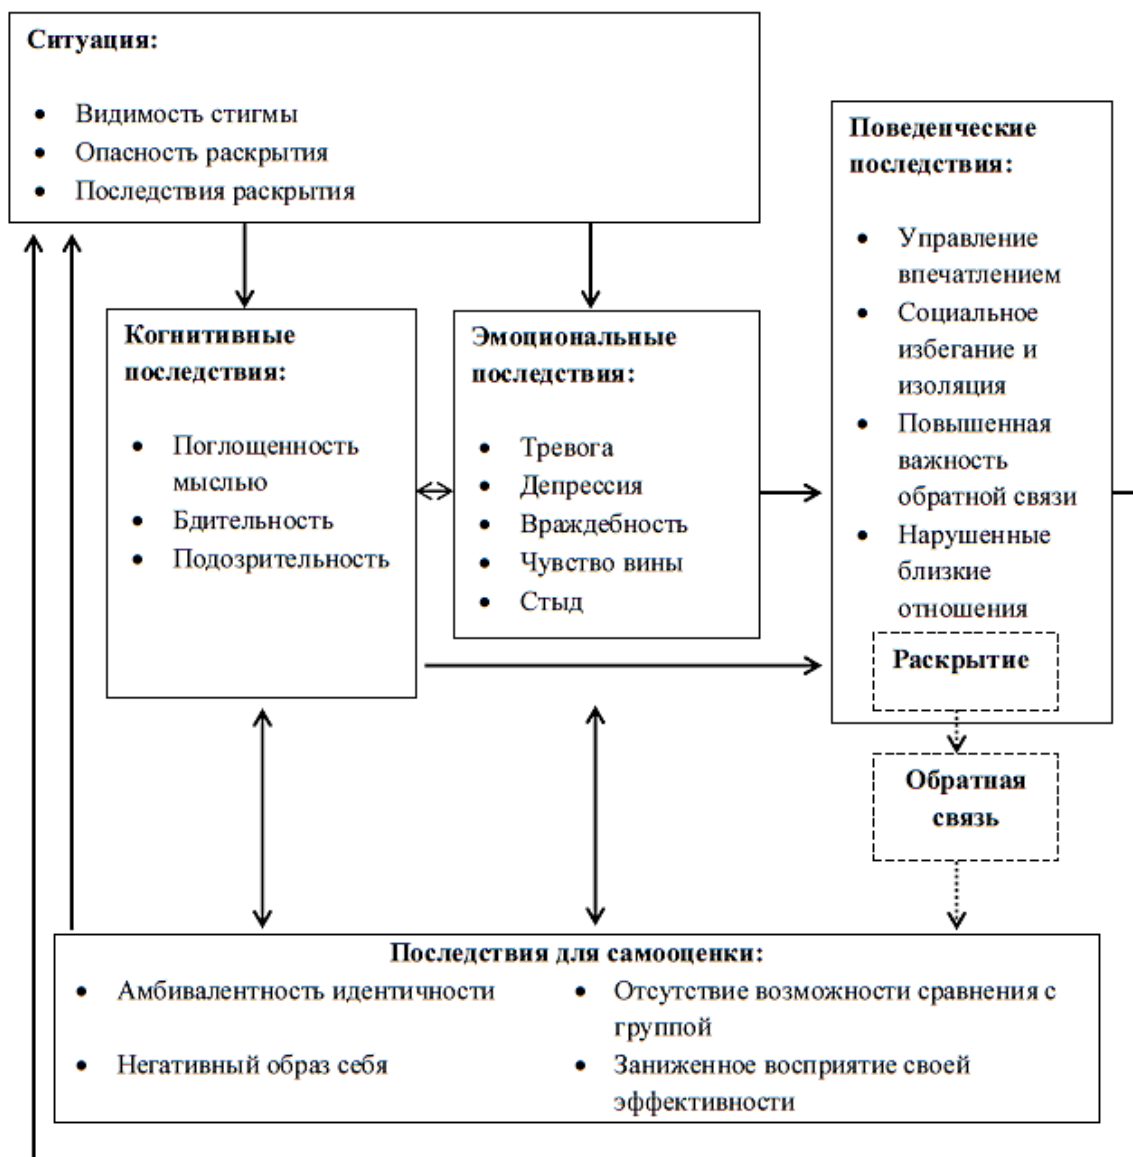 Ситуация:
• Видимость стигмы
• Опасность раскрытия
• Последствия раскрытия
Когнитивные
последствия:
• Поглощенность
мыслью
• Бдительность
• Подозрительность
Эмоциональные
последствия:
• Тревога
• Депрессия
• Враждебность
• Чувство вины
• Стыд
Поведенческие
последствия:
• Управление
впечатлением
• Социальное
избегание и
изоляция
• Повышенная
важность
обратной связи
• Нарушенные
близкие
отношения
Раскрытие
Обратная
связь
Последствия для самооценки:
• Амбивалентность идентичности
• Отсутствие возможности сравнения с
группой
• Негативный образ себя
• Заниженное восприятие своей
эффективности